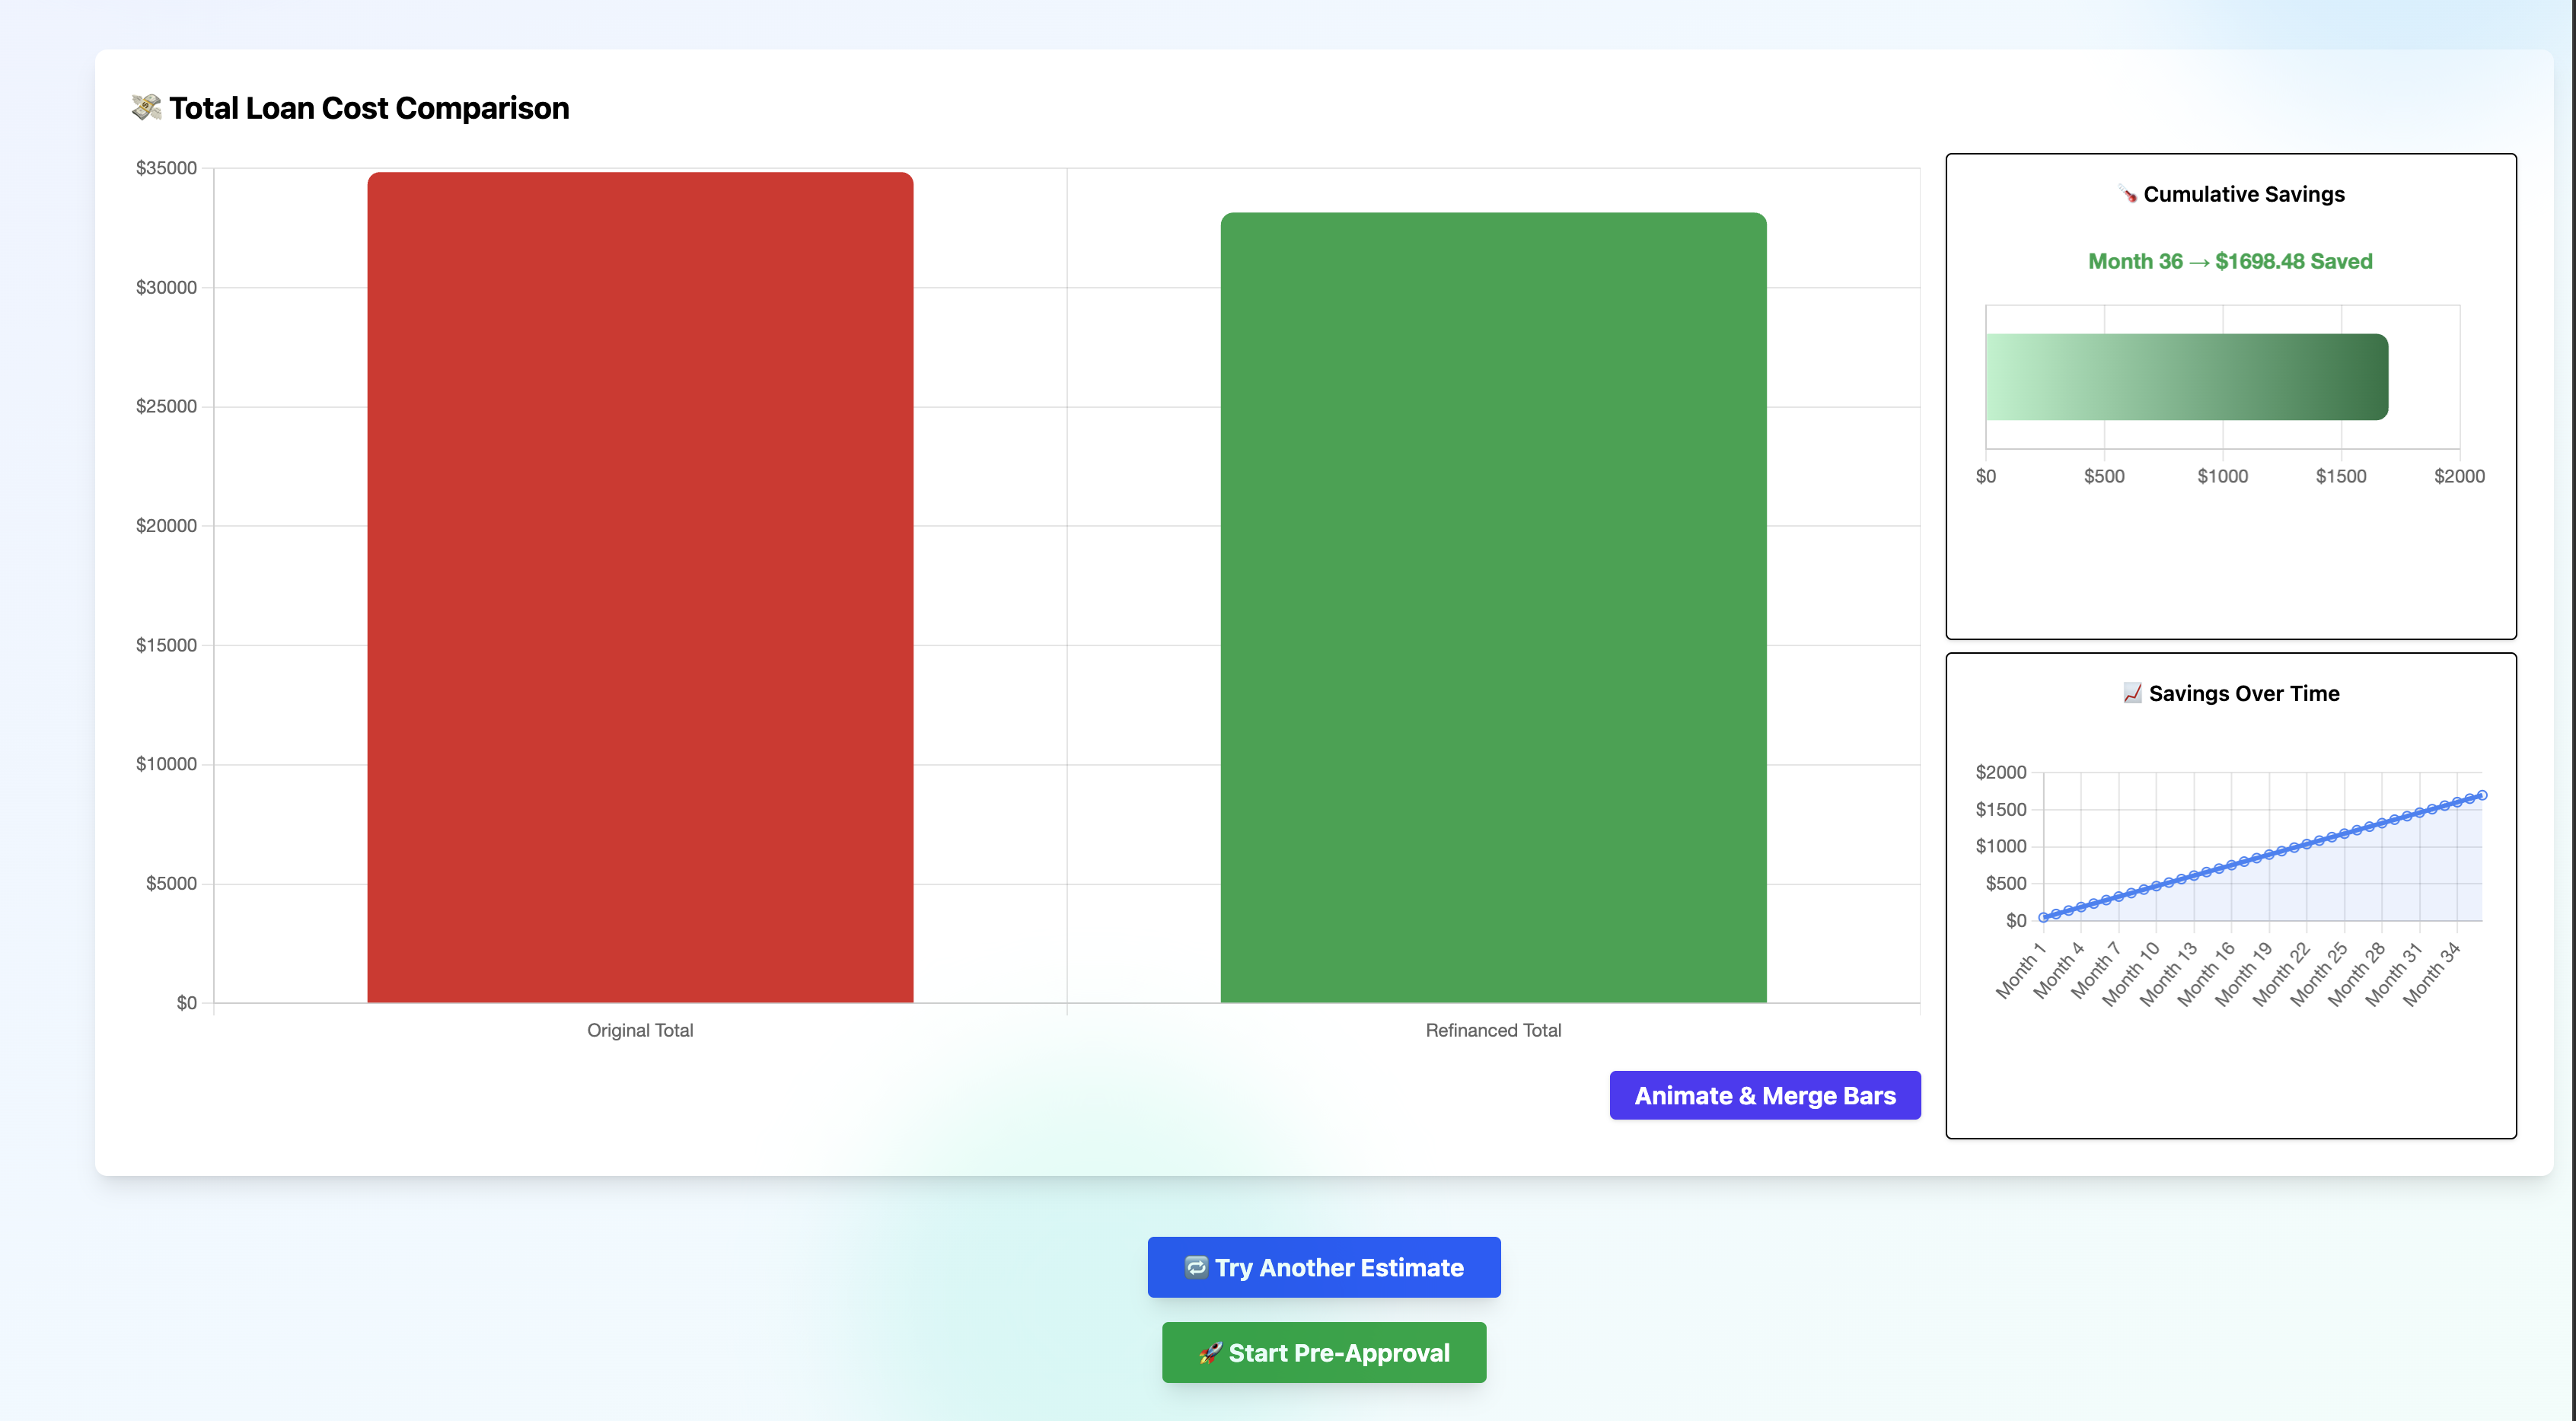 💸 Total Loan Cost Comparison
$35000
$30000
$25000
$20000
$15000
$10000
$5000
$0
Original Total
Refinanced Total
Animate & Merge Bars
🌡️ Cumulative Savings
Month 36 → $1698.48 Saved
$0
$500
$1000
$1500
$2000
📈 Savings Over Time
$2000
$1500
$1000
$500
$0
Month 1
Month 4
Month 7
Month 10
Month 13
Month 16
Month 19
Month 22
Month 25
Month 28
Month 31
Month 34
🔁 Try Another Estimate
🚀 Start Pre-Approval